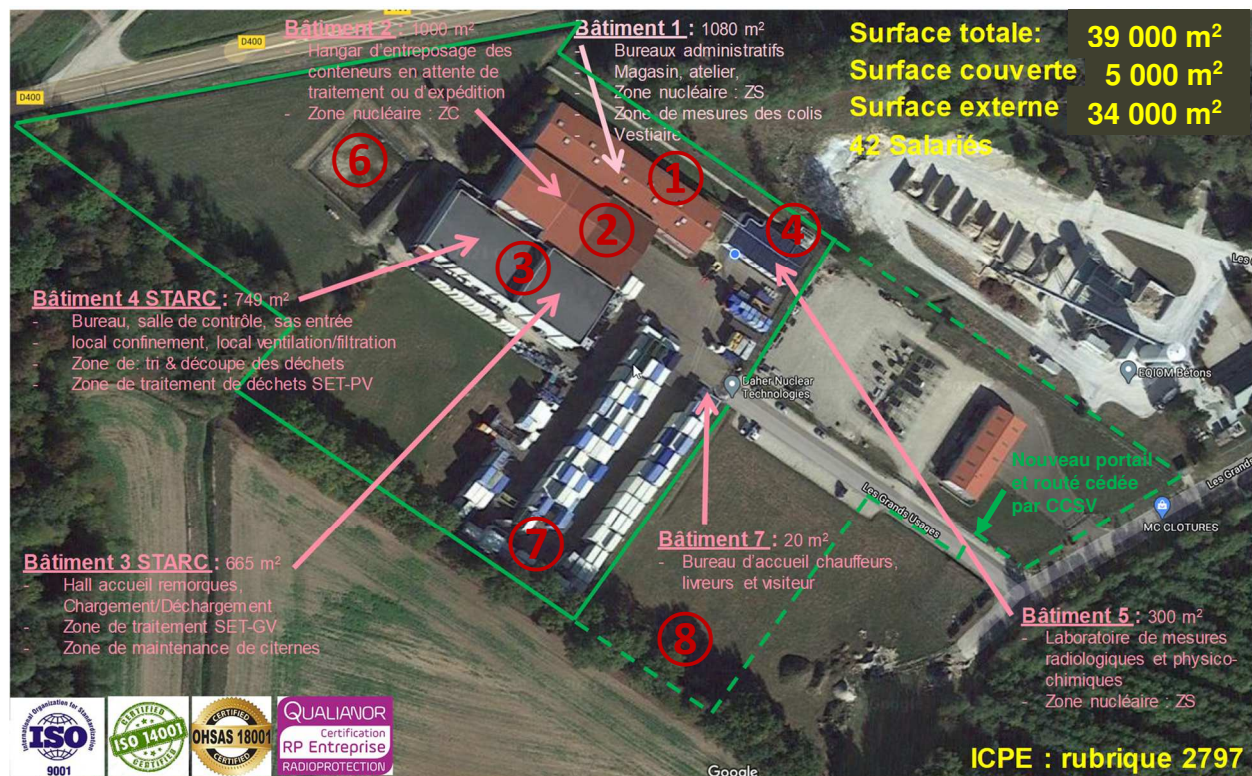 D400
D400
Bâtiment 2 : 1000 m²
- Hangar d'entreposage des
conteneurs en attente de
traitement ou d'expédition
- Zone nucléaire : ZC
Bâtiment 1 : 1080 m²
- Bureaux administratifs
- Magasin, atelier,
- Zone nucléaire : ZS
- Zone de mesures des colis
- Vestiaire
Surface totale: 39 000 m²
Surface couverte 5 000 m²
Surface externe 34 000 m²
42 Salariés
6
1
2
4
3
Bâtiment 4 STARC : 749 m²
- Bureau, salle de contrôle, sas entrée
- local confinement, local ventilation/filtration
- Zone de: tri & découpe des déchets
- Zone de traitement de déchets SET-PV
Daher Nuclear
Technologies
EQIOM Bétons
Les Grands Usages
Nouveau portail
et route cédée
par CCSV
Les Grand
MC CLOTURES
7
Bâtiment 3 STARC : 665 m²
- Hall accueil remorques,
Chargement/Déchargement
- Zone de traitement SET-GV
- Zone de maintenance de citernes
Bâtiment 7 : 20 m²
- Bureau d'accueil chauffeurs,
livreurs et visiteur
8
Bâtiment 5 : 300 m²
- Laboratoire de mesures
radiologiques et physico-
chimiques
- Zone nucléaire : ZS
International Organization for Standardization
ISO
9001
CERTIFIED
ISO 14001
CERTIFIED
CERTIFIED
OHSAS 18001
CERTIFIED
QUALIANOR
Certification
RP Entreprise
RADIOPROTECTION
Google
ICPE : rubrique 2797